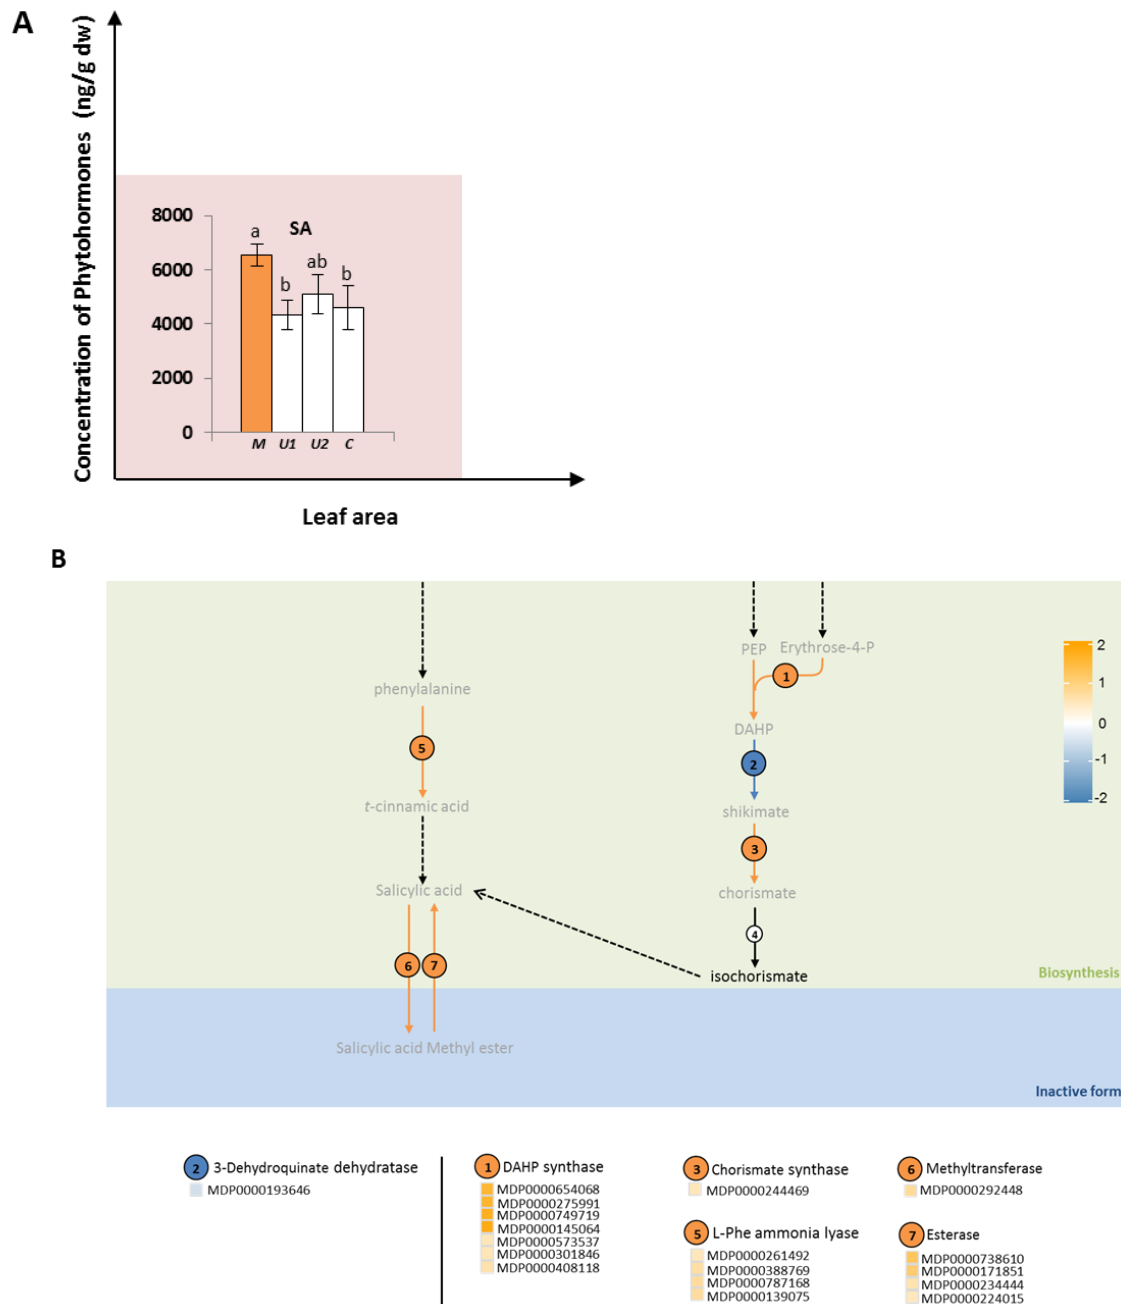 A
Concentration of Phytohormones (ng/g dw)
8000
6000
4000
2000
0
SA
a
b
ab
b
M U1 U2 C
Leaf area
B
PEP Erythrose-4-P
1
phenylalanine
DAHP
5
2
t-cinnamic acid
shikimate
3
Salicylic acid
chorismate
4
isochorismate
6 7
Biosynthesis
Salicylic acid Methyl ester
Inactive form
2
1
0
-1
-2
2 3-Dehydroquinate dehydratase
MDP0000193646
1 DAHP synthase
MDP0000654068
MDP0000275991
MDP0000749719
MDP0000145064
MDP0000573537
MDP0000301846
MDP0000408118
3 Chorismate synthase
MDP0000244469
5 L-Phe ammonia lyase
MDP0000261492
MDP0000388769
MDP0000787168
MDP0000139075
6 Methyltransferase
MDP0000292448
7 Esterase
MDP0000738610
MDP0000171851
MDP0000234444
MDP0000224015